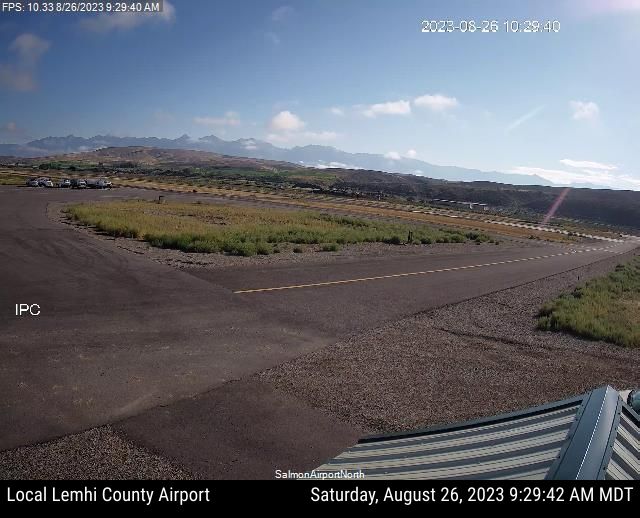 FPS: 10.33 8/26/2023 9:29:40 AM
2023-08-26 10:29:40
IPC
SalmonAirportNorth
Local Lemhi County Airport Saturday, August 26, 2023 9:29:42 AM MDT